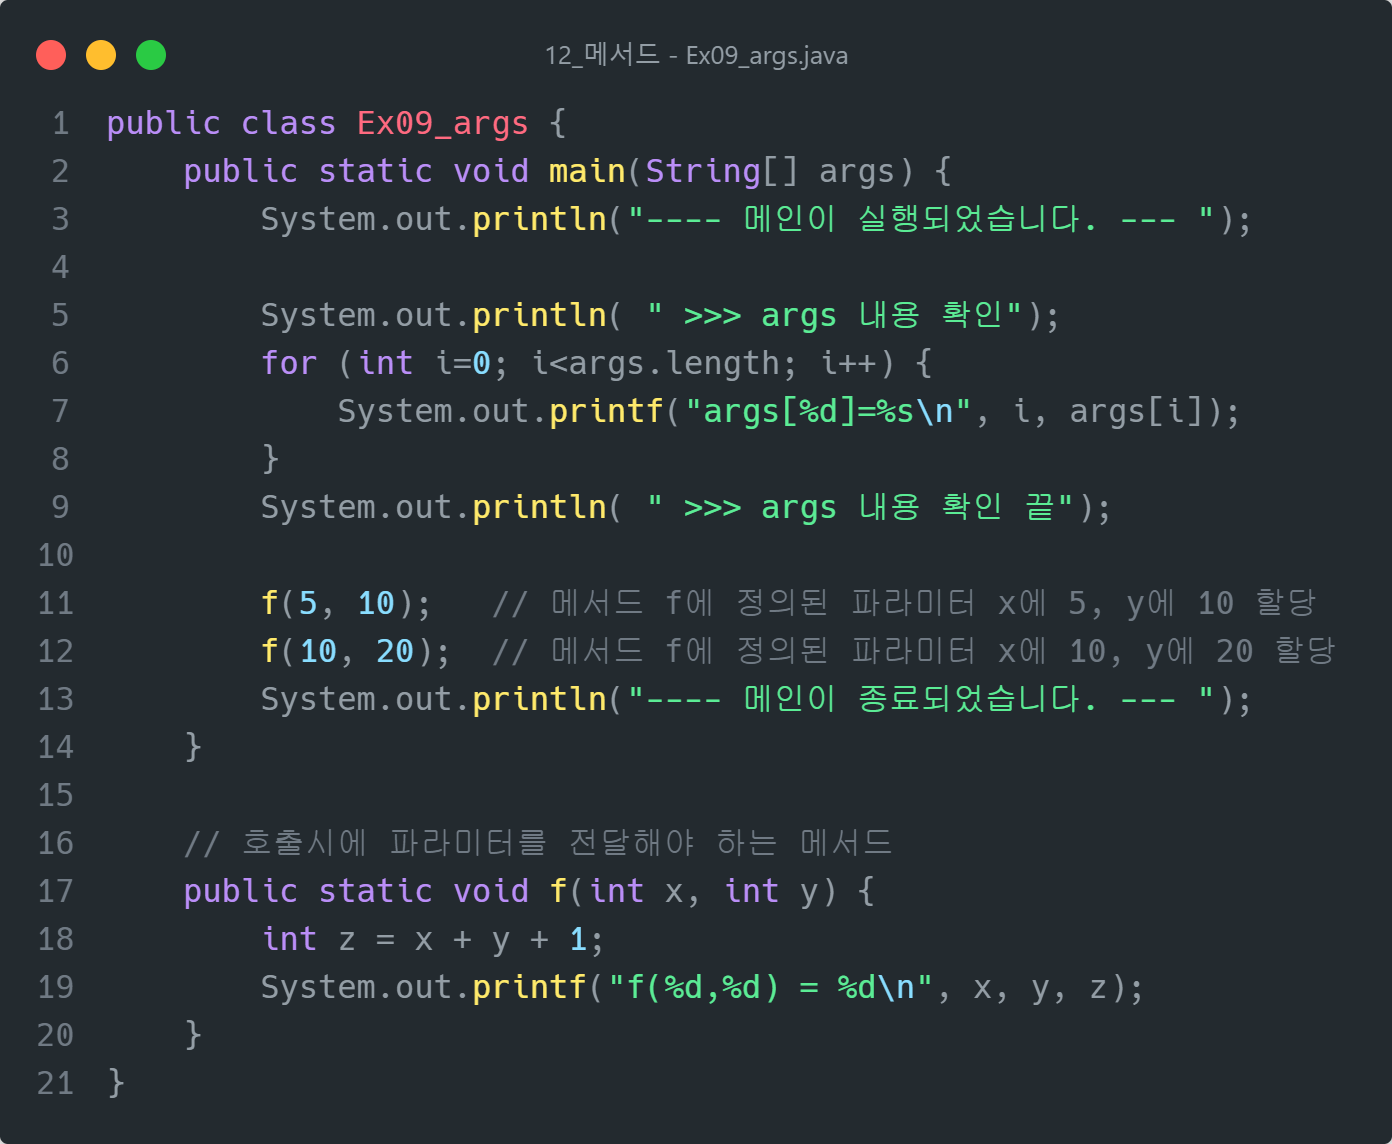 12_메서드 - Ex09_args.java
1 public class Ex09_args {
2     public static void main(String[] args) {
3         System.out.println("---- 메인이 실행되었습니다. --- ");
4
5         System.out.println( " >>> args 내용 확인");
6         for (int i=0; i<args.length; i++) {
7             System.out.printf("args[%d]=%s\n", i, args[i]);
8         }
9         System.out.println( " >>> args 내용 확인 끝");
10
11         f(5, 10);   // 메서드 f에 정의된 파라미터 x에 5, y에 10 할당
12         f(10, 20);  // 메서드 f에 정의된 파라미터 x에 10, y에 20 할당
13         System.out.println("---- 메인이 종료되었습니다. --- ");
14     }
15
16     // 호출시에 파라미터를 전달해야 하는 메서드
17     public static void f(int x, int y) {
18         int z = x + y + 1;
19         System.out.printf("f(%d,%d) = %d\n", x, y, z);
20     }
21 }